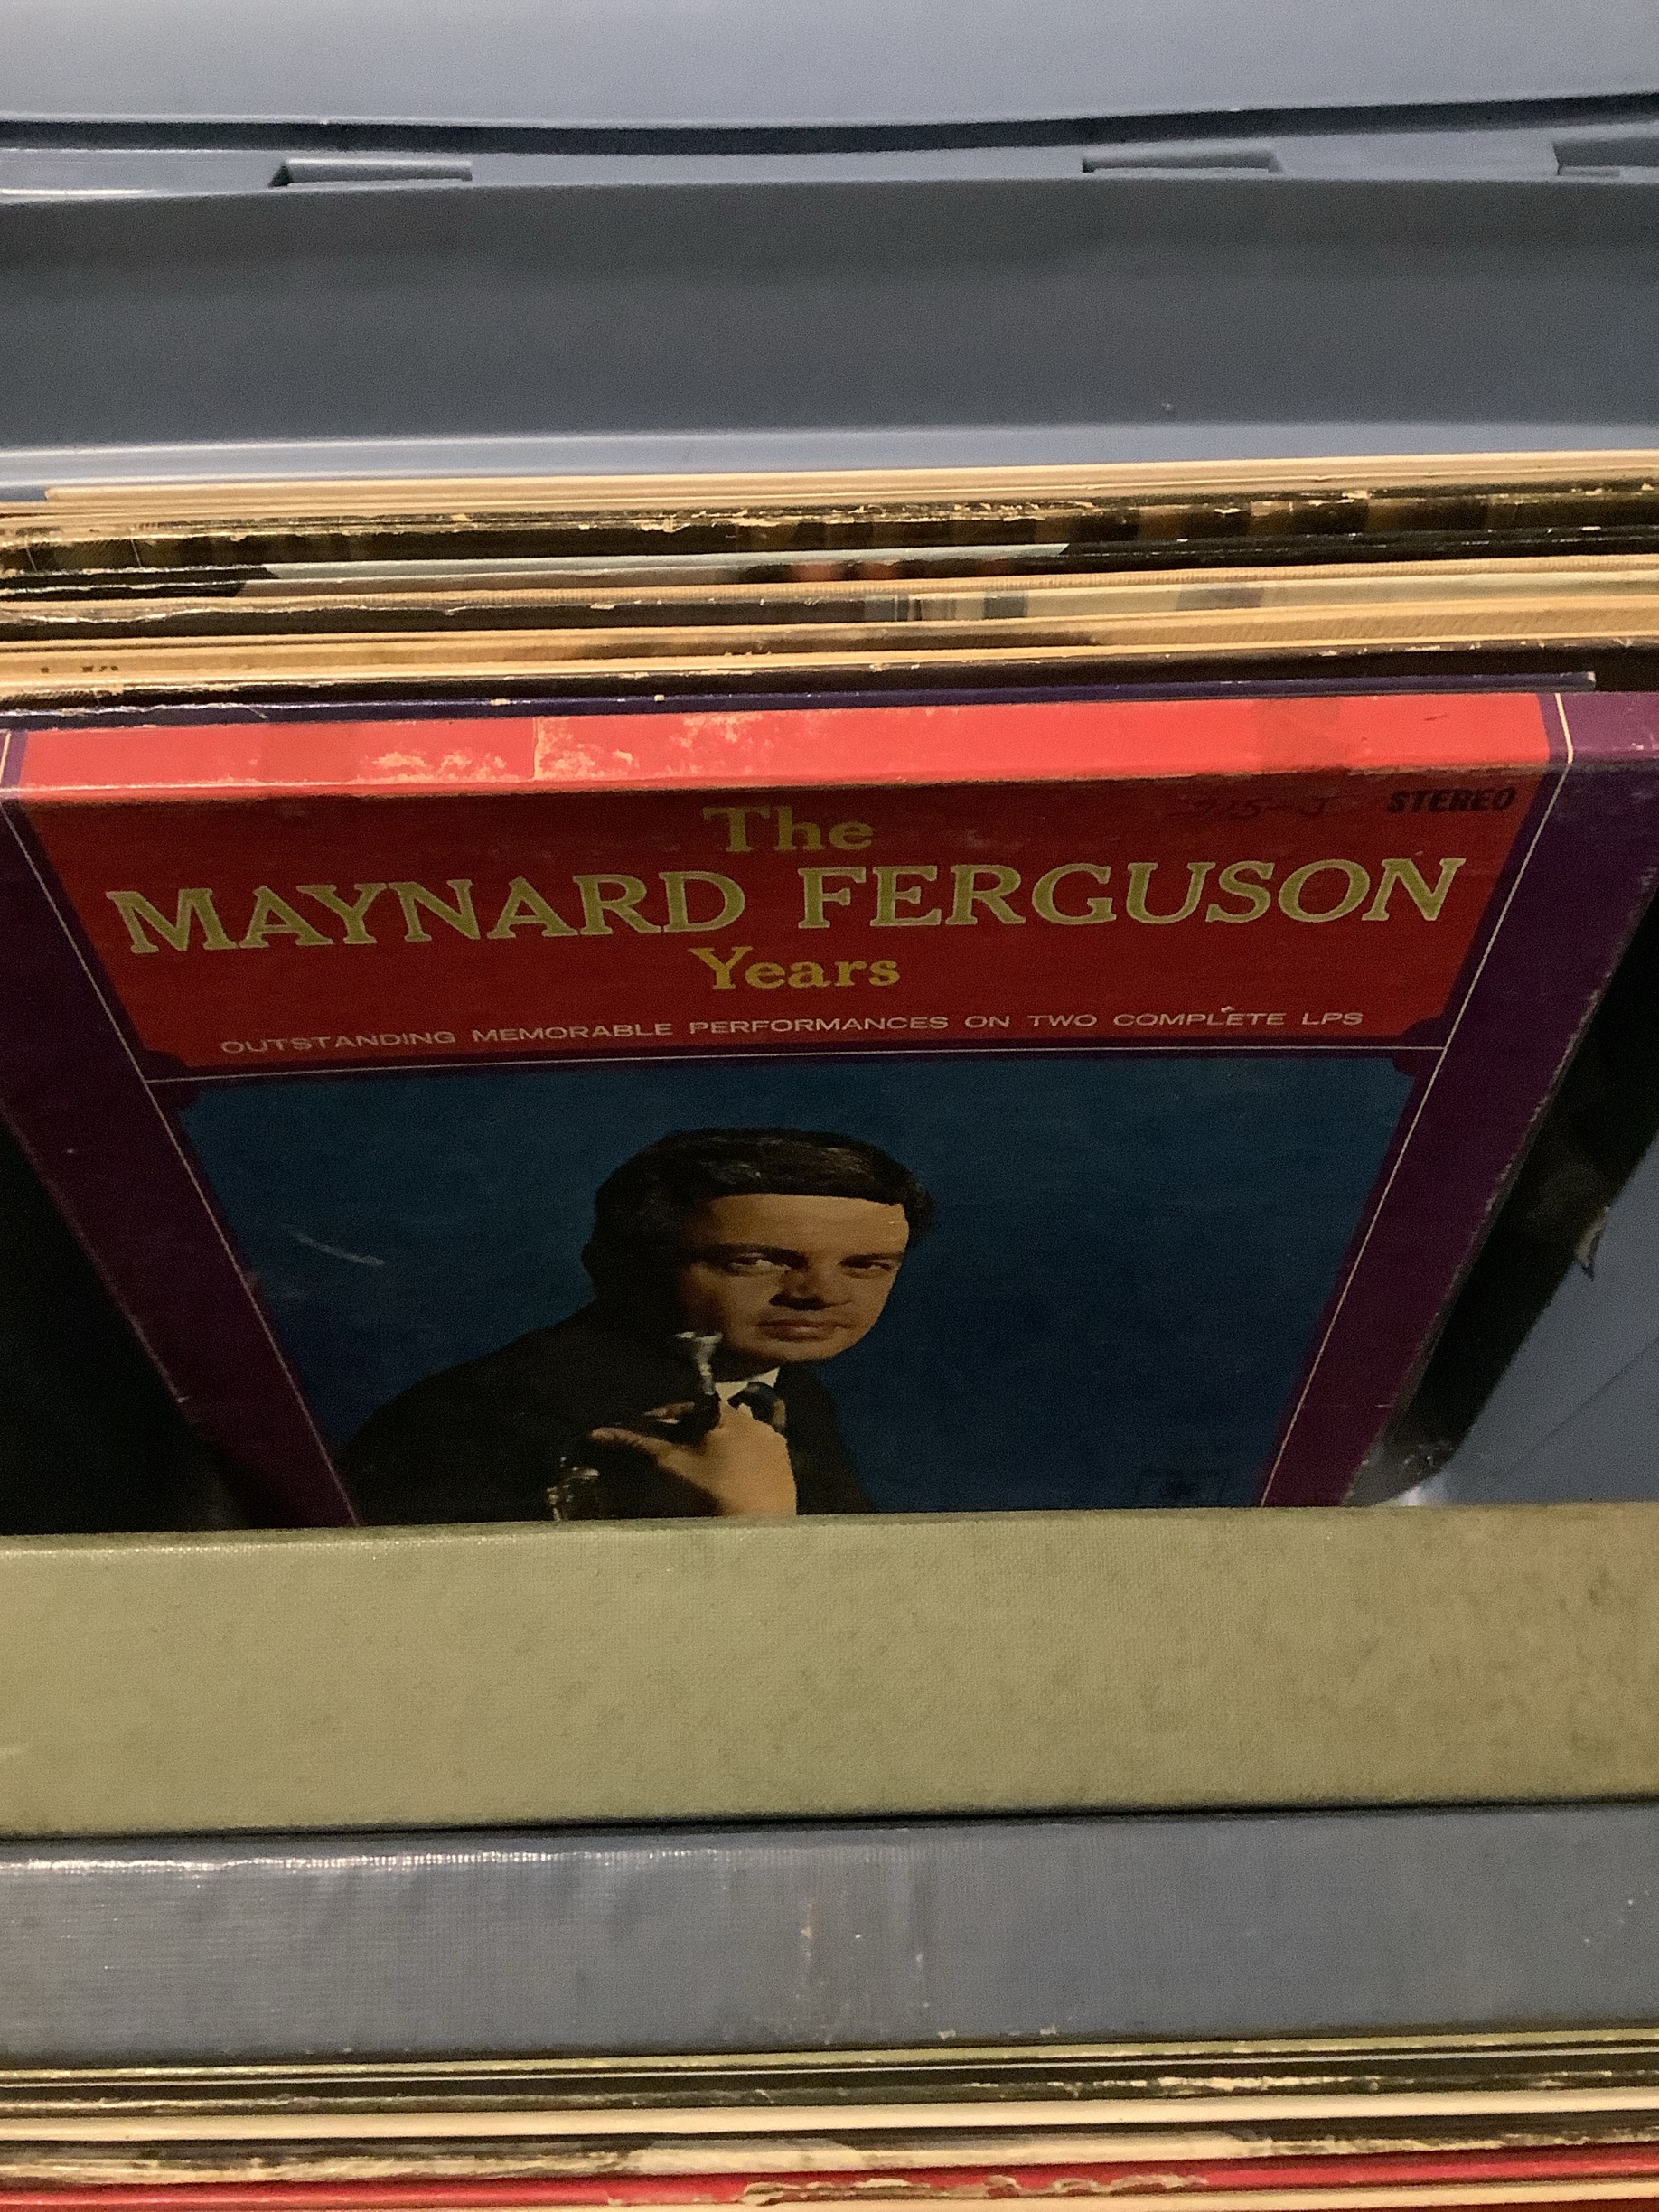 The
STEREO
MAYNARD FERGUSON
Years
OUTSTANDING MEMORABLE PERFORMANCES ON TWO COMPLETE LPS